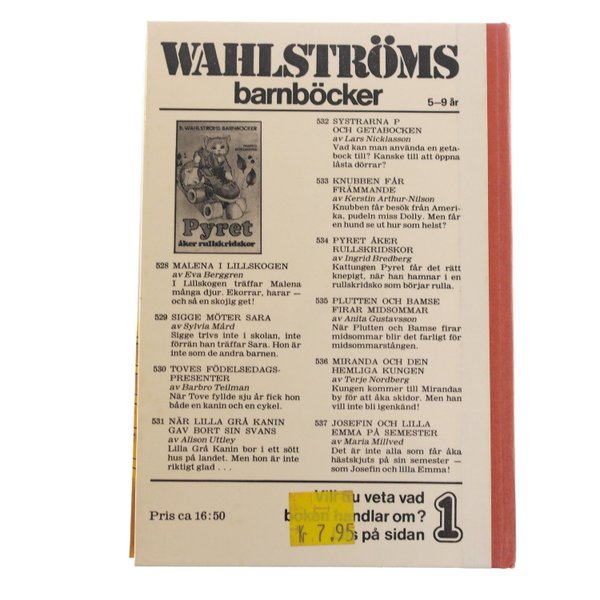 WAHLSTRÖMS
barnböcker
5–9 år
B. WAHLSTRÖMS BARNBÖCKER
Pyret
åker rullskridskor
528 MALENA I LILLSKOGEN
av Eva Berggren
I Lillskogen träffar Malena
många djur. Ekorrar, harar —
och så en skojig get!
529 SIGGE MÖTER SARA
av Sylvia Mård
Sigge trivs inte i skolan, inte
förrän han träffar Sara. Hon är
inte som de andra barnen.
530 TOVES FÖDELSEDAGS-
PRESENTER
av Barbro Teilman
När Tove fyllde sju år fick hon
både en kanin och en cykel.
531 NÄR LILLA GRÅ KANIN
GAV BORT SIN SVANS
av Alison Uttley
Lilla Grå Kanin bor i ett sött
hus på landet. Men hon är inte
riktigt glad . . .
532 SYSTRARNA P
OCH GETABOCKEN
av Lars Nicklasson
Vad kan man använda en geta-
bock till? Kanske till att öppna
låsta dörrar?
533 KNUBBEN FÅR
FRÄMMANDE
av Kerstin Arthur-Nilson
Knubben får besök från Ameri-
ka, pudeln miss Dolly. Men får
en hund se ut hur som helst?
534 PYRET ÅKER
RULLSKRIDSKOR
av Ingrid Bredberg
Kattungen Pyret får det rätt
knepigt, när han hamnar i en
rullskridsko som börjar rulla.
535 PLUTTEN OCH BAMSE
FIRAR MIDSOMMAR
av Anita Gustavsson
När Plutten och Bamse firar
midsommar blir det farligt för
midsommarstången.
536 MIRANDA OCH DEN
HEMLIGA KUNGEN
av Terje Nordberg
Kungen kommer till Mirandas
by för att åka skidor. Men han
vill inte bli igenkänd!
537 JOSEFIN OCH LILLA
EMMA PÅ SEMESTER
av Maria Millved
Det är inte alla som får åka
hästskjuts på sin semester —
som Josefin och lilla Emma!
Pris ca 16:50
Vill du veta vad
boken handlar om?
på sidan 1
Kr 7.95